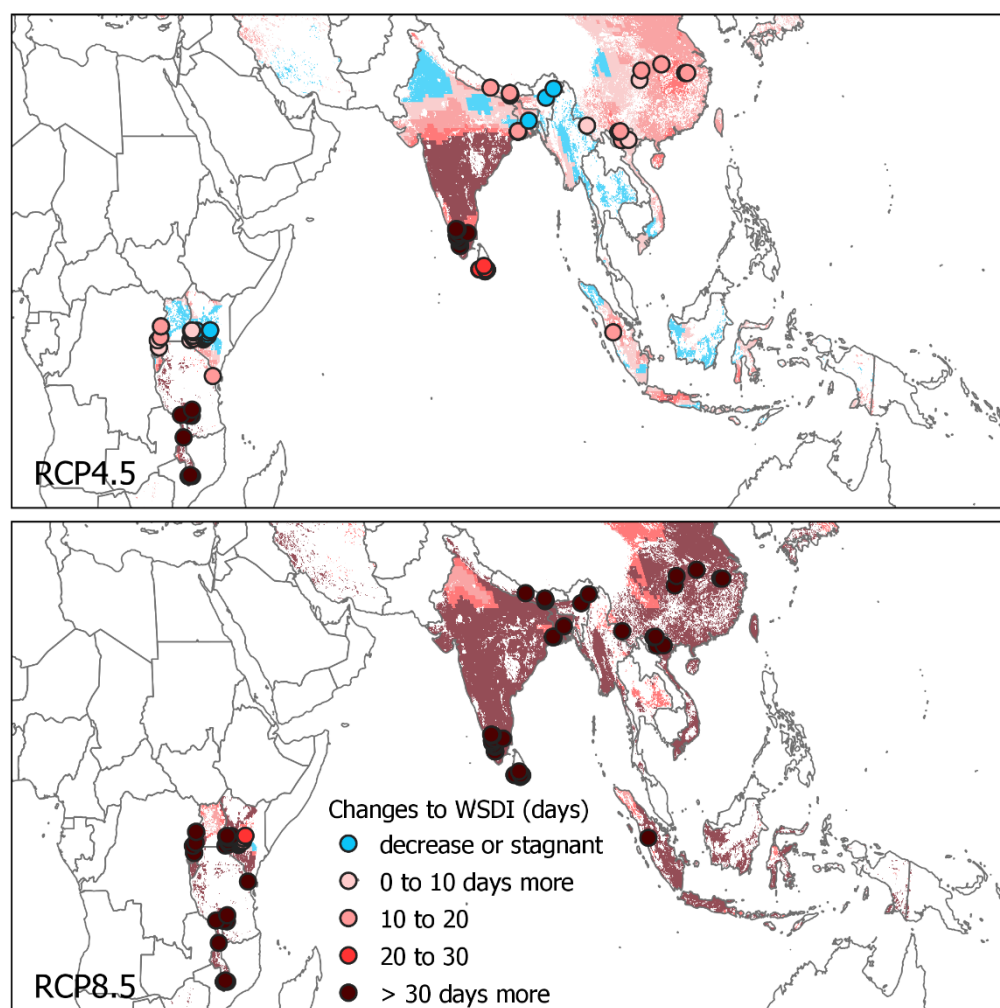 RCP4.5
Changes to WSDI (days)
decrease or stagnant
0 to 10 days more
10 to 20
20 to 30
> 30 days more
RCP8.5